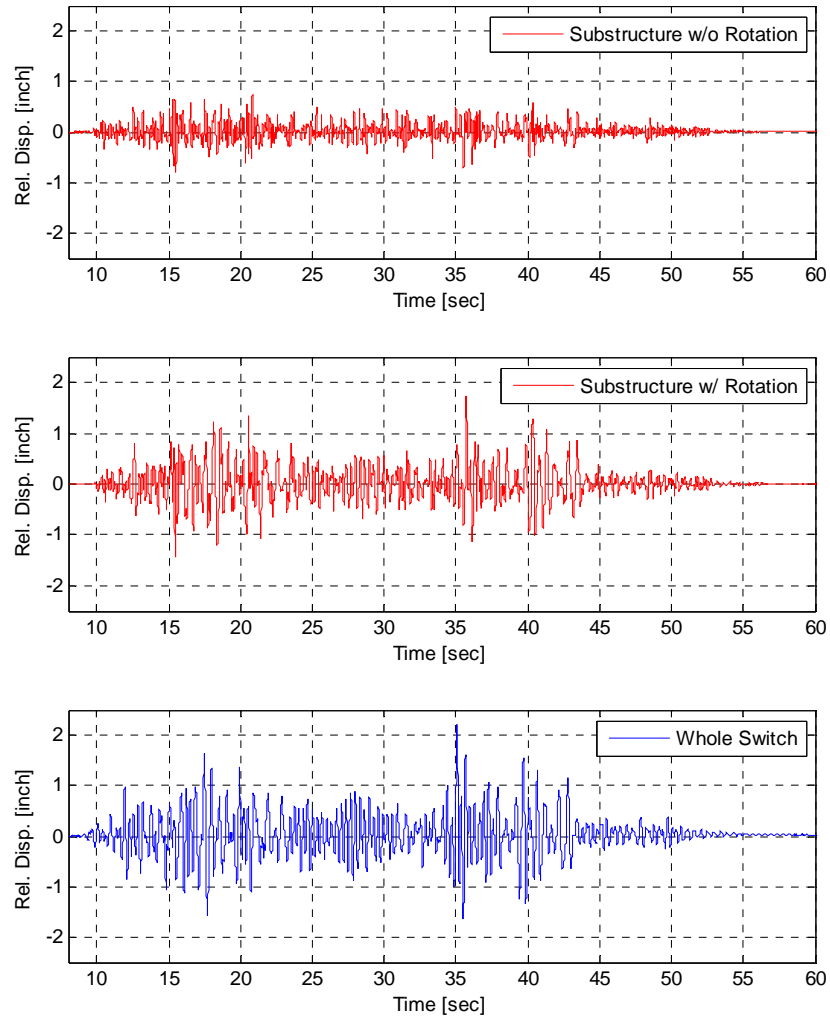 Substructure w/o Rotation
2
1
0
-1
-2
Rel. Disp. [inch]
10 15 20 25 30 35 40 45 50 55 60
Time [sec]
Substructure w/ Rotation
2
1
0
-1
-2
Rel. Disp. [inch]
10 15 20 25 30 35 40 45 50 55 60
Time [sec]
Whole Switch
2
1
0
-1
-2
Rel. Disp. [inch]
10 15 20 25 30 35 40 45 50 55 60
Time [sec]